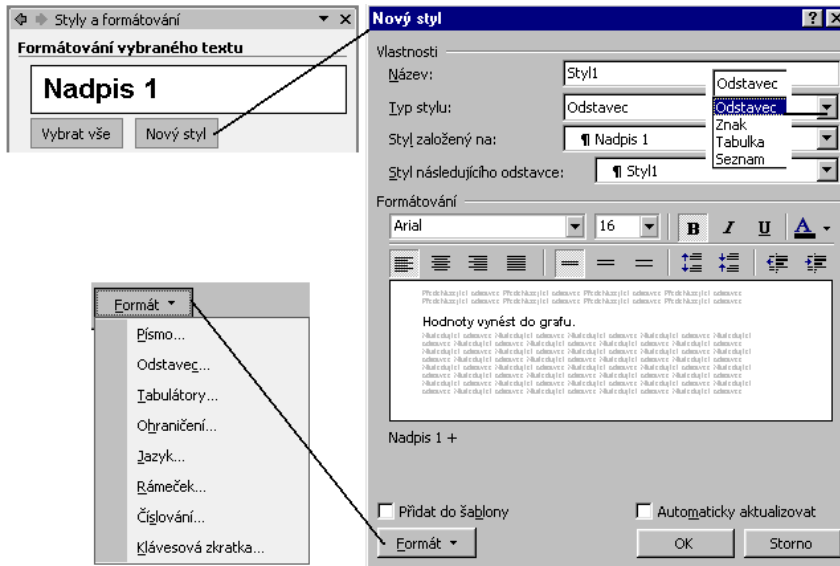 Styly a formátování
Formátování vybraného textu
Nadpis 1
Vybrat vše
Nový styl
Formát
Písmo...
Odstavec...
Tabulátory...
Ohraničení...
Jazyk...
Rámeček...
Číslování...
Klávesová zkratka...
Nový styl
Vlastnosti
Název:
Styl1
Typ stylu:
Odstavec
Odstavec
Odstavec
Znak
Tabulka
Seznam
Styl založený na:
¶ Nadpis 1
Styl následujícího odstavce:
¶ Styl1
Formátování
Arial
16
B I U A
Hodnoty vynést do grafu.
Nadpis 1 +
Přidat do šablony
Automaticky aktualizovat
Formát
OK
Storno